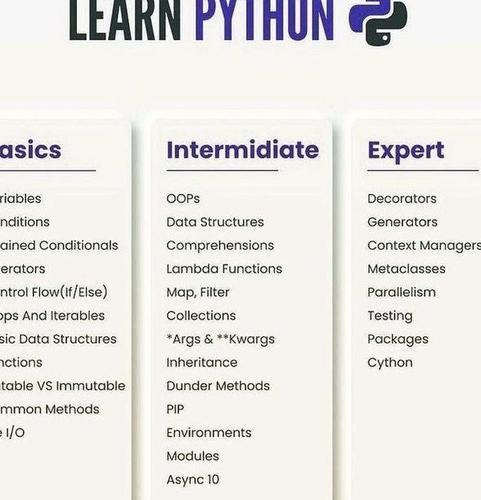 LEARN PYTHON
asics
riables
nditions
ained Conditionals
erators
ntrol Flow(If/Else)
ops And Iterables
sic Data Structures
nctions
table VS Immutable
mmon Methods
e I/O
Intermidiate
OOPs
Data Structures
Comprehensions
Lambda Functions
Map, Filter
Collections
*Args & **Kwargs
Inheritance
Dunder Methods
PIP
Environments
Modules
Async 10
Expert
Decorators
Generators
Context Managers
Metaclasses
Parallelism
Testing
Packages
Cython